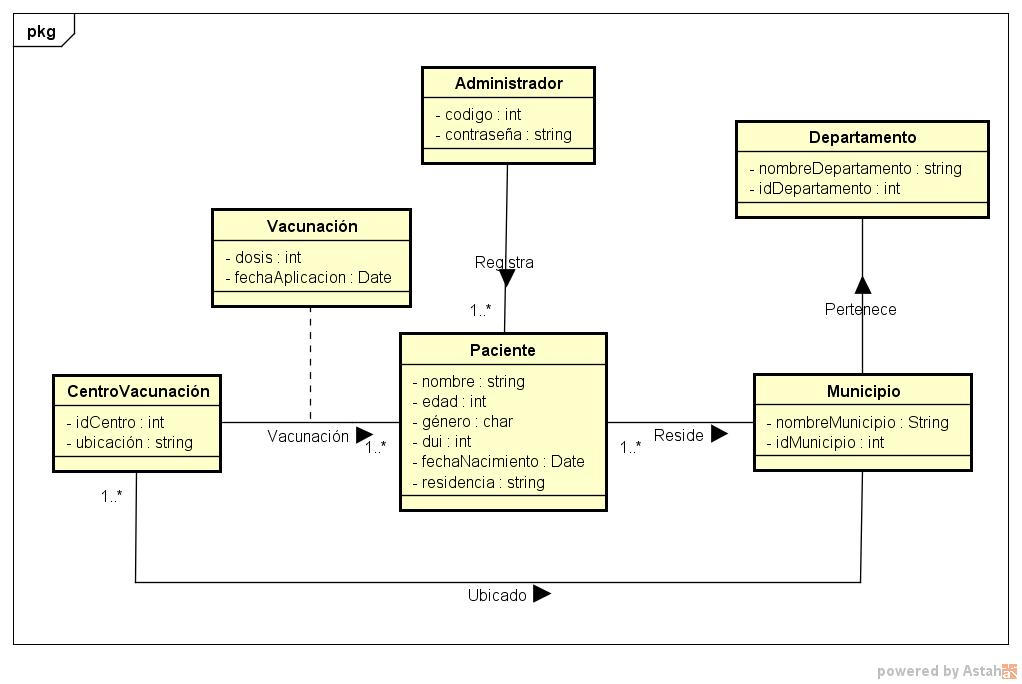 pkg
Administrador
- codigo : int
- contraseña : string
Departamento
- nombreDepartamento : string
- idDepartamento : int
Vacunación
- dosis : int
- fechaAplicacion : Date
Registra
1..*
Pertenece
Paciente
- nombre : string
- edad : int
- género : char
- dui : int
- fechaNacimiento : Date
- residencia : string
CentroVacunación
- idCentro : int
- ubicación : string
Municipio
- nombreMunicipio : String
- idMunicipio : int
Vacunación
1..*
1..*
Reside
1..*
Ubicado
powered by Astah